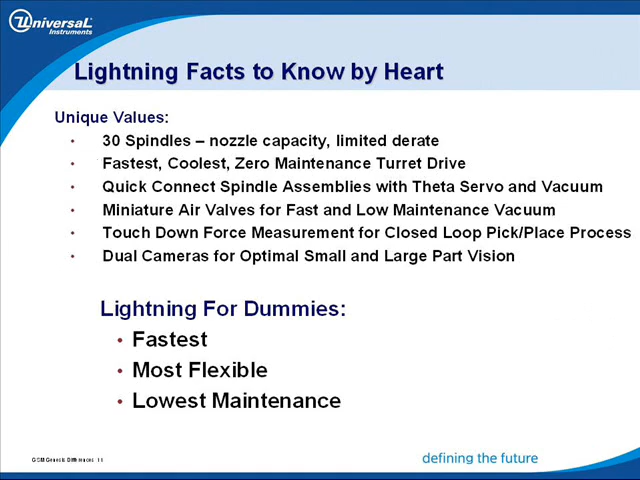 Universal
Instruments
Lightning Facts to Know by Heart
Unique Values:
• 30 Spindles – nozzle capacity, limited derate
• Fastest, Coolest, Zero Maintenance Turret Drive
• Quick Connect Spindle Assemblies with Theta Servo and Vacuum
• Miniature Air Valves for Fast and Low Maintenance Vacuum
• Touch Down Force Measurement for Closed Loop Pick/Place Process
• Dual Cameras for Optimal Small and Large Part Vision
Lightning For Dummies:
• Fastest
• Most Flexible
• Lowest Maintenance
defining the future